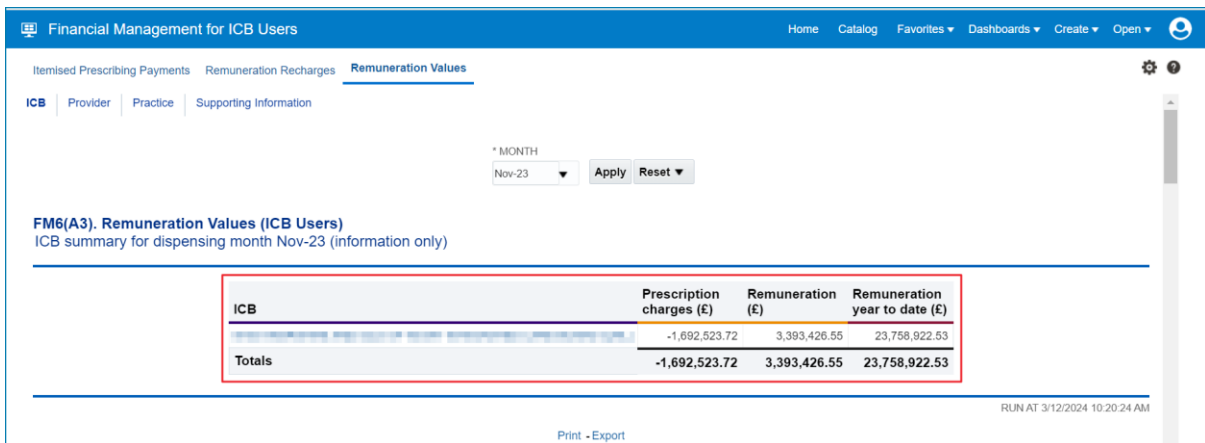 Financial Management for ICB Users
Home Catalog Favorites Dashboards Create Open
Itemised Prescribing Payments Remuneration Recharges Remuneration Values
ICB Provider Practice Supporting Information
* MONTH
Nov-23 Apply Reset
FM6(A3). Remuneration Values (ICB Users)
ICB summary for dispensing month Nov-23 (information only)
ICB Prescription charges (£) Remuneration (£) Remuneration year to date (£)
-1,692,523.72 3,393,426.55 23,758,922.53
Totals -1,692,523.72 3,393,426.55 23,758,922.53
RUN AT 3/12/2024 10:20:24 AM
Print - Export